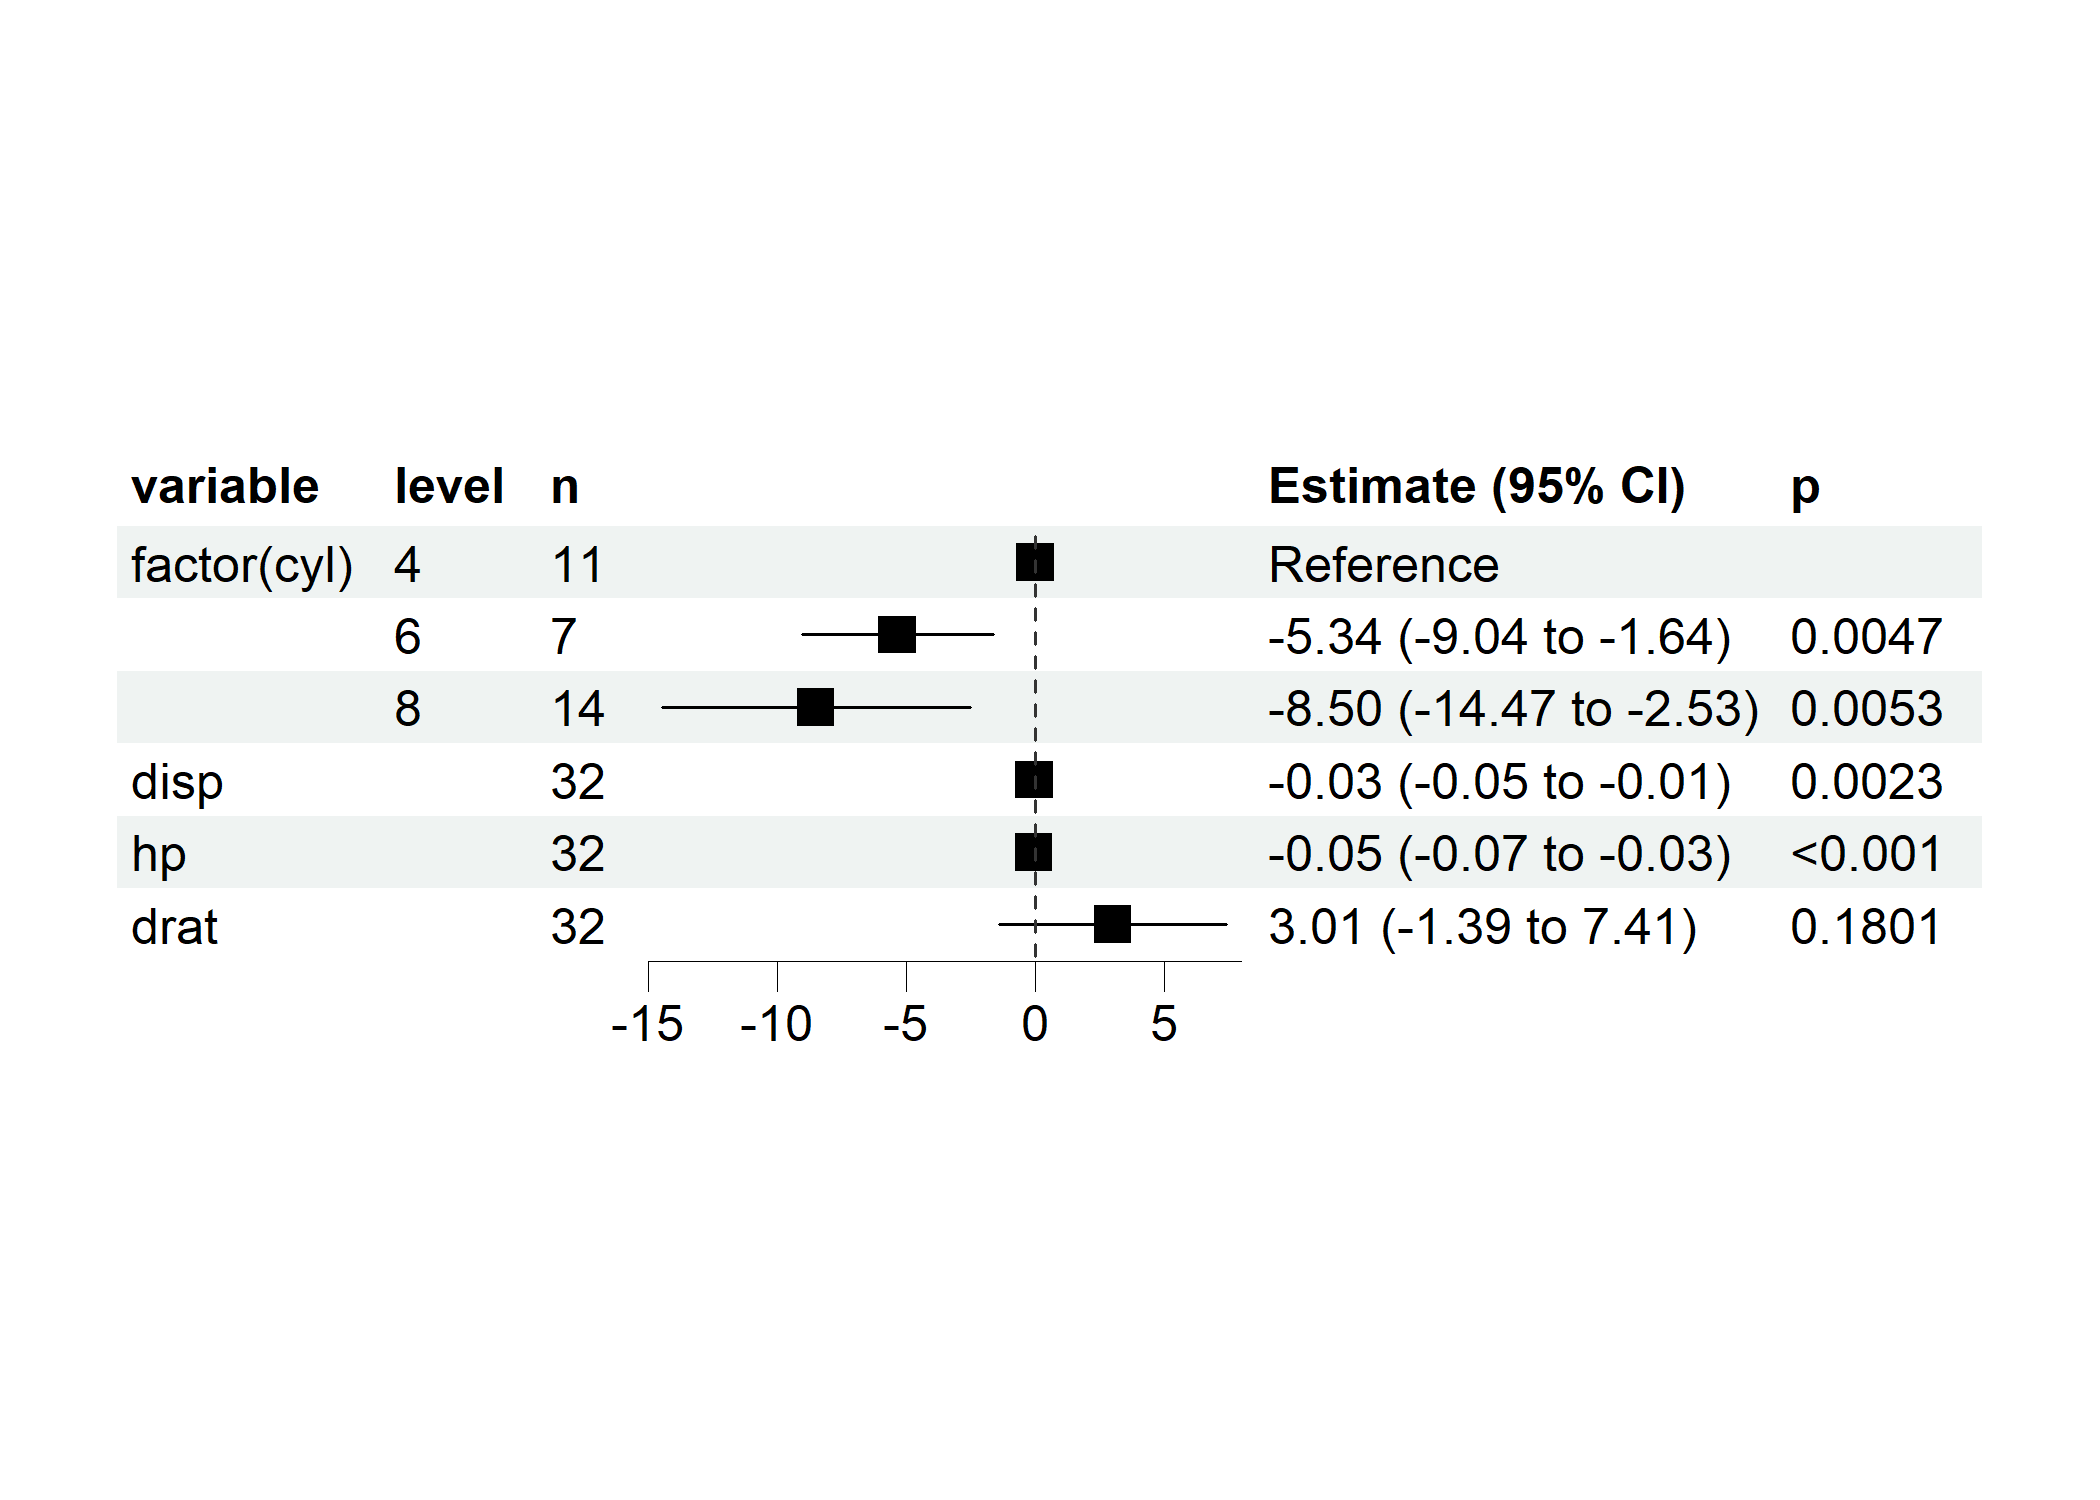 variable level n Estimate (95% CI) p
factor(cyl) 4 11 Reference
6 7 -5.34 (-9.04 to -1.64) 0.0047
8 14 -8.50 (-14.47 to -2.53) 0.0053
disp 32 -0.03 (-0.05 to -0.01) 0.0023
hp 32 -0.05 (-0.07 to -0.03) <0.001
drat 32 3.01 (-1.39 to 7.41) 0.1801
-15 -10 -5 0 5